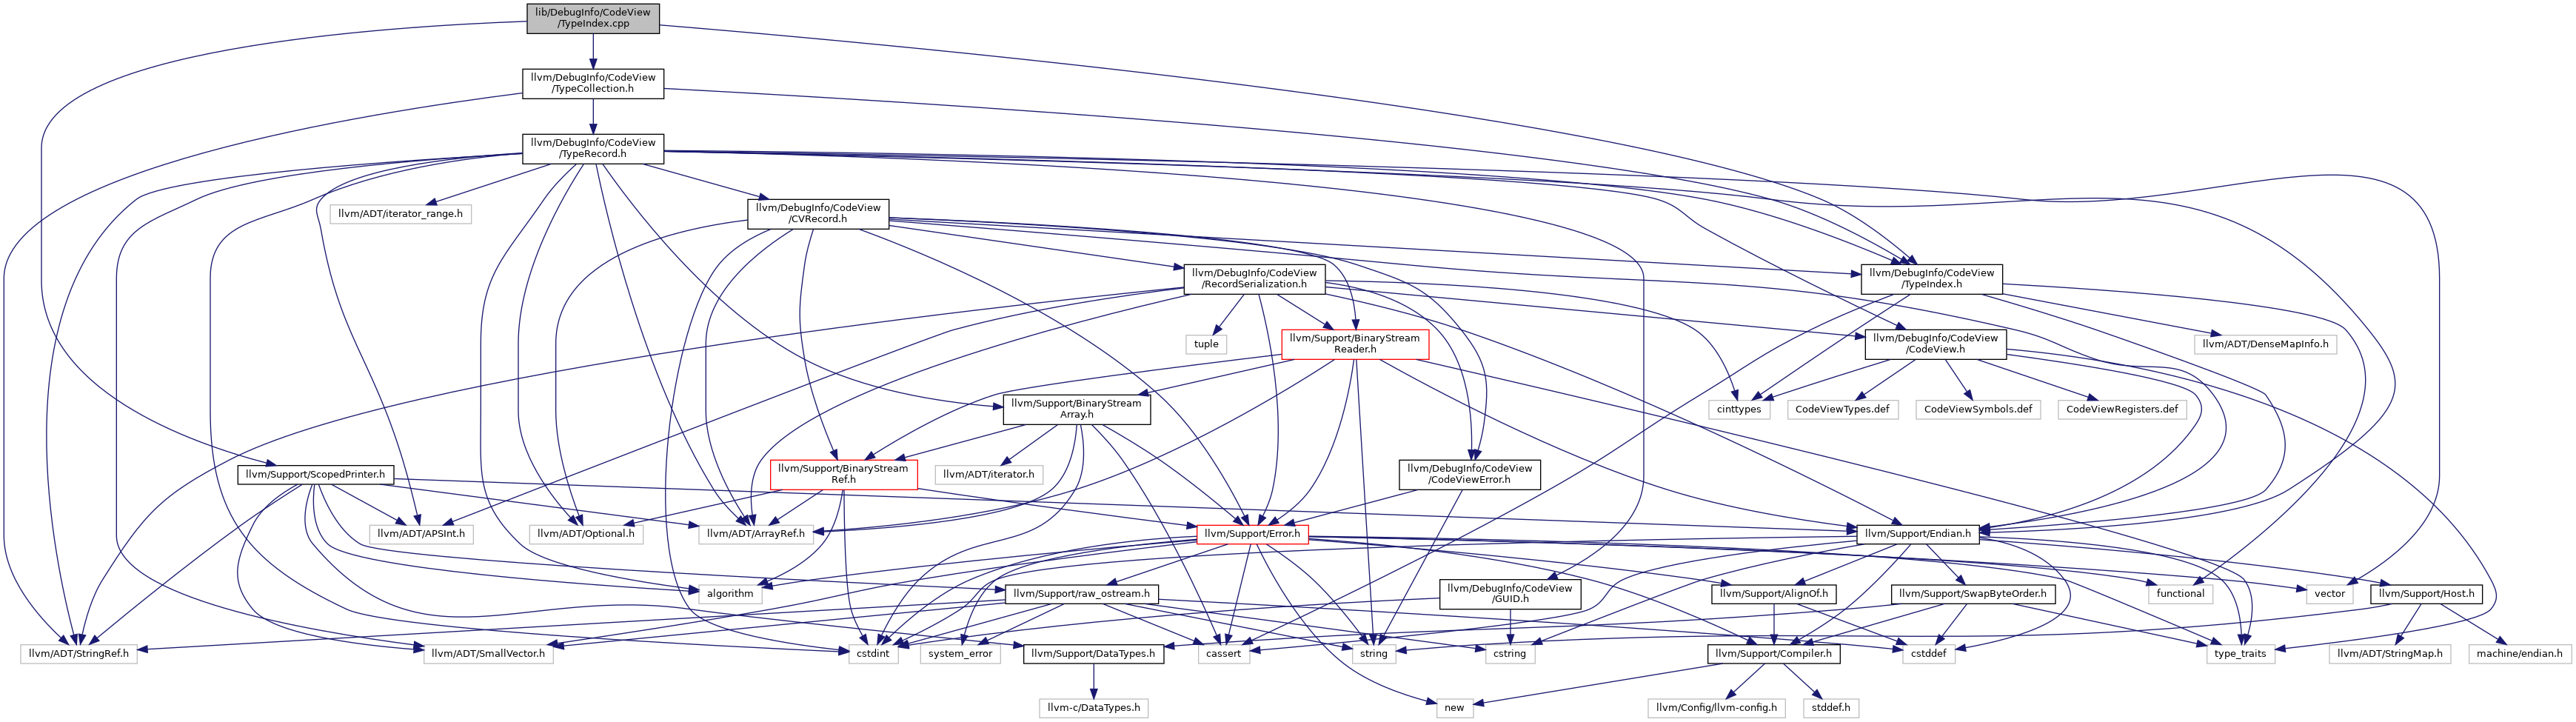 lib/DebugInfo/CodeView
/TypeIndex.cpp
llvm/DebugInfo/CodeView
/TypeCollection.h
llvm/DebugInfo/CodeView
/TypeRecord.h
llvm/ADT/iterator_range.h
llvm/DebugInfo/CodeView
/CVRecord.h
llvm/DebugInfo/CodeView
/RecordSerialization.h
llvm/DebugInfo/CodeView
/TypeIndex.h
tuple
llvm/Support/BinaryStream
Reader.h
llvm/DebugInfo/CodeView
/CodeView.h
llvm/ADT/DenseMapInfo.h
llvm/Support/BinaryStream
Array.h
cinttypes
CodeViewTypes.def
CodeViewSymbols.def
CodeViewRegisters.def
llvm/Support/ScopedPrinter.h
llvm/Support/BinaryStream
Ref.h
llvm/ADT/iterator.h
llvm/DebugInfo/CodeView
/CodeViewError.h
llvm/ADT/APSInt.h
llvm/ADT/Optional.h
llvm/ADT/ArrayRef.h
llvm/Support/Error.h
llvm/Support/Endian.h
algorithm
llvm/Support/raw_ostream.h
llvm/DebugInfo/CodeView
/GUID.h
llvm/Support/AlignOf.h
llvm/Support/SwapByteOrder.h
functional
vector
llvm/Support/Host.h
llvm/ADT/StringRef.h
llvm/ADT/SmallVector.h
cstdint
system_error
llvm/Support/DataTypes.h
cassert
string
cstring
llvm/Support/Compiler.h
cstddef
type_traits
llvm/ADT/StringMap.h
machine/endian.h
llvm-c/DataTypes.h
new
llvm/Config/llvm-config.h
stddef.h